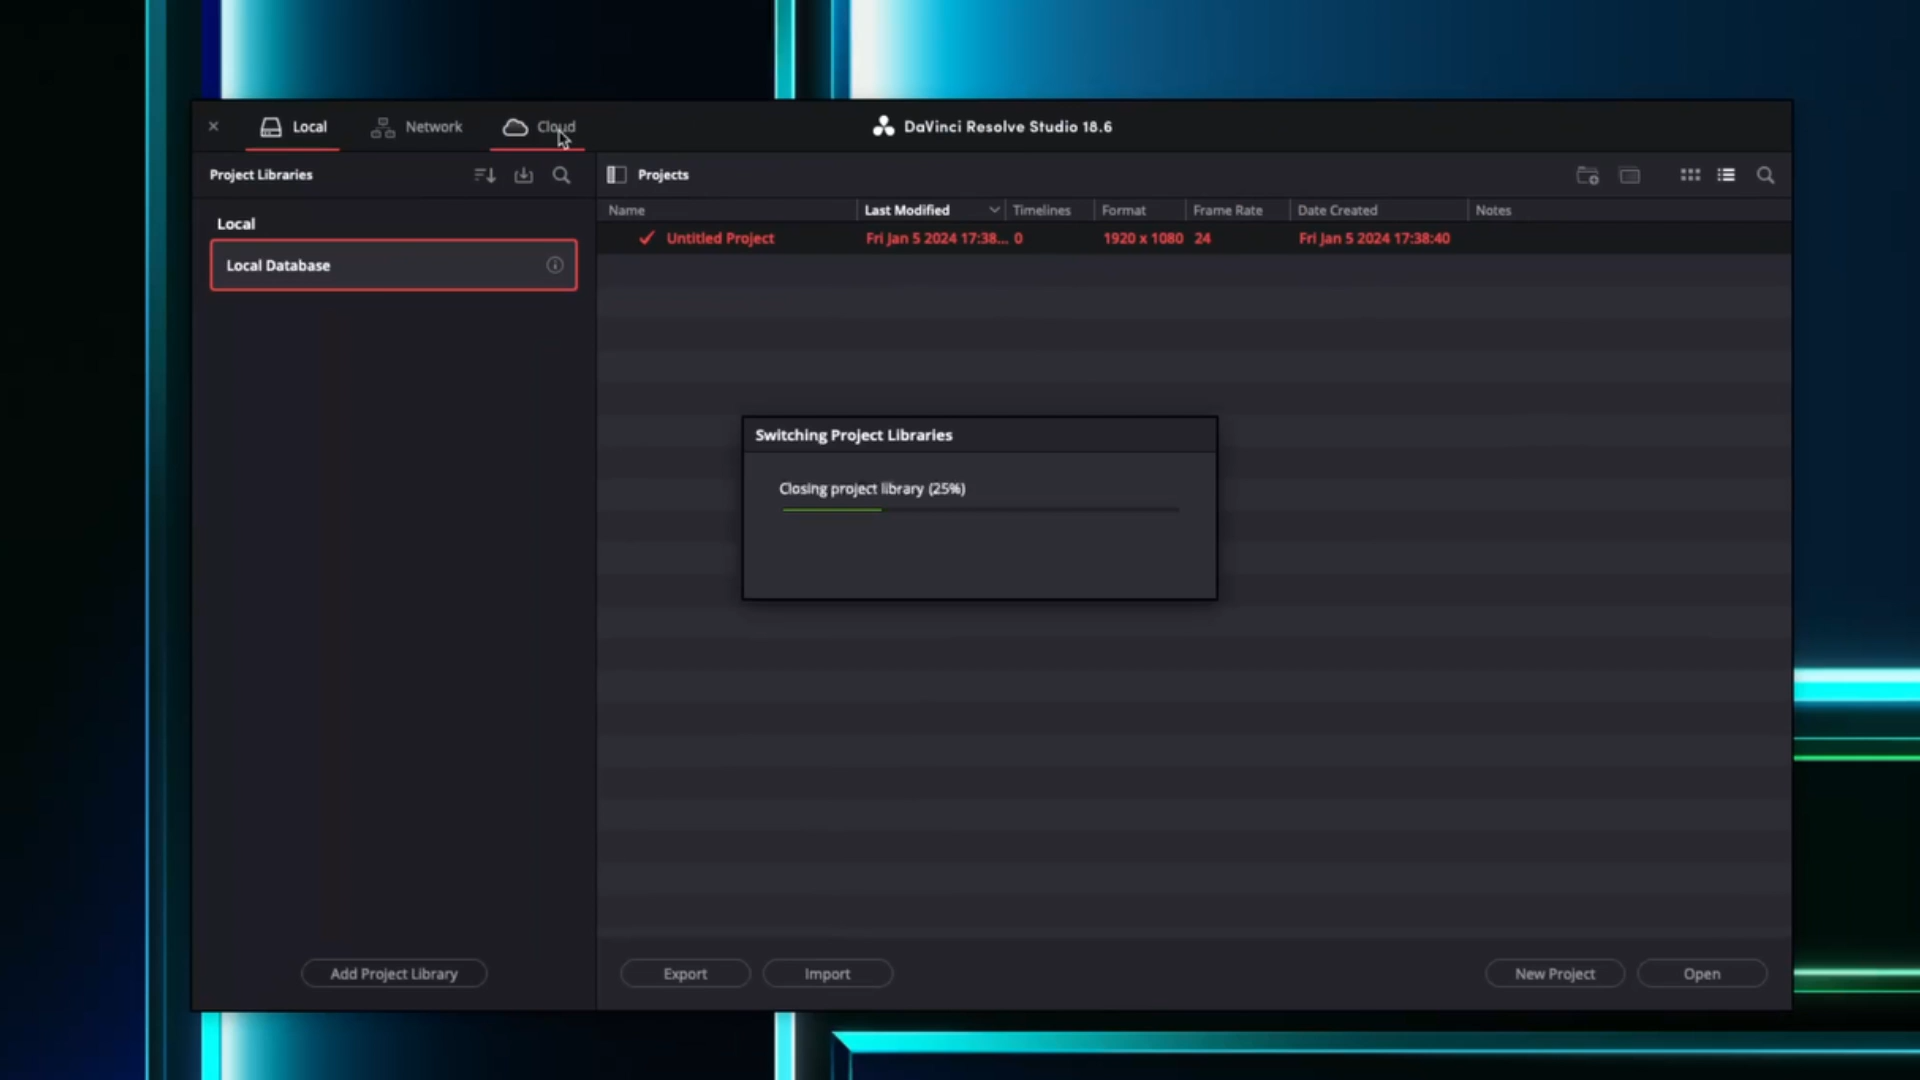 Local
Network
Cloud
DaVinci Resolve Studio 18.6
Project Libraries
Projects
Name
Last Modified
Timelines
Format
Frame Rate
Date Created
Notes
Local
Untitled Project
Fri Jan 5 2024 17:38...
0
1920 x 1080
24
Fri Jan 5 2024 17:38:40
Local Database
Switching Project Libraries
Closing project library (25%)
Add Project Library
Export
Import
New Project
Open